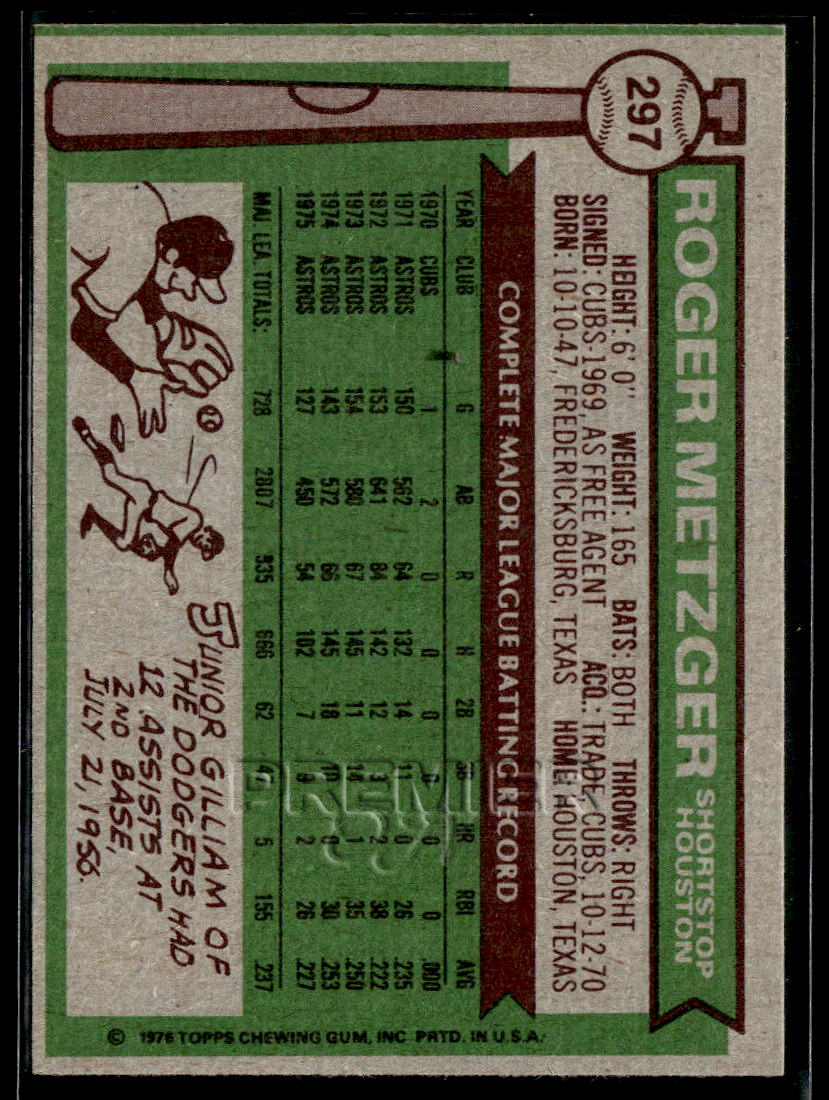 297
ROGER METZGER SHORTSTOP
HOUSTON
HEIGHT: 6' 0" WEIGHT: 165 BATS: BOTH THROWS: RIGHT
SIGNED: CUBS-1969, AS FREE AGENT ACQ.: TRADE-CUBS, 10-12-70
BORN: 10-10-47, FREDERICKSBURG, TEXAS HOME: HOUSTON, TEXAS
COMPLETE MAJOR LEAGUE BATTING RECORD
YEAR CLUB G AB R H 2B 3B HR RBI AVG
1970 CUBS 1 2 0 0 0 0 0 0 .000
1971 ASTROS 150 562 64 132 14 11 0 26 .235
1972 ASTROS 153 641 84 142 12 3 2 38 .222
1973 ASTROS 154 580 67 145 11 14 1 35 .250
1974 ASTROS 143 572 66 145 18 10 0 30 .253
1975 ASTROS 127 450 54 102 7 9 2 26 .227
MAJ LEA. TOTALS: 728 2807 335 666 62 47 5 155 .237
JUNIOR GILLIAM OF
THE DODGERS HAD
12 ASSISTS AT
2ND BASE,
JULY 21, 1956.
© 1976 TOPPS CHEWING GUM, INC PRTD. IN U.S.A.
PREMIER